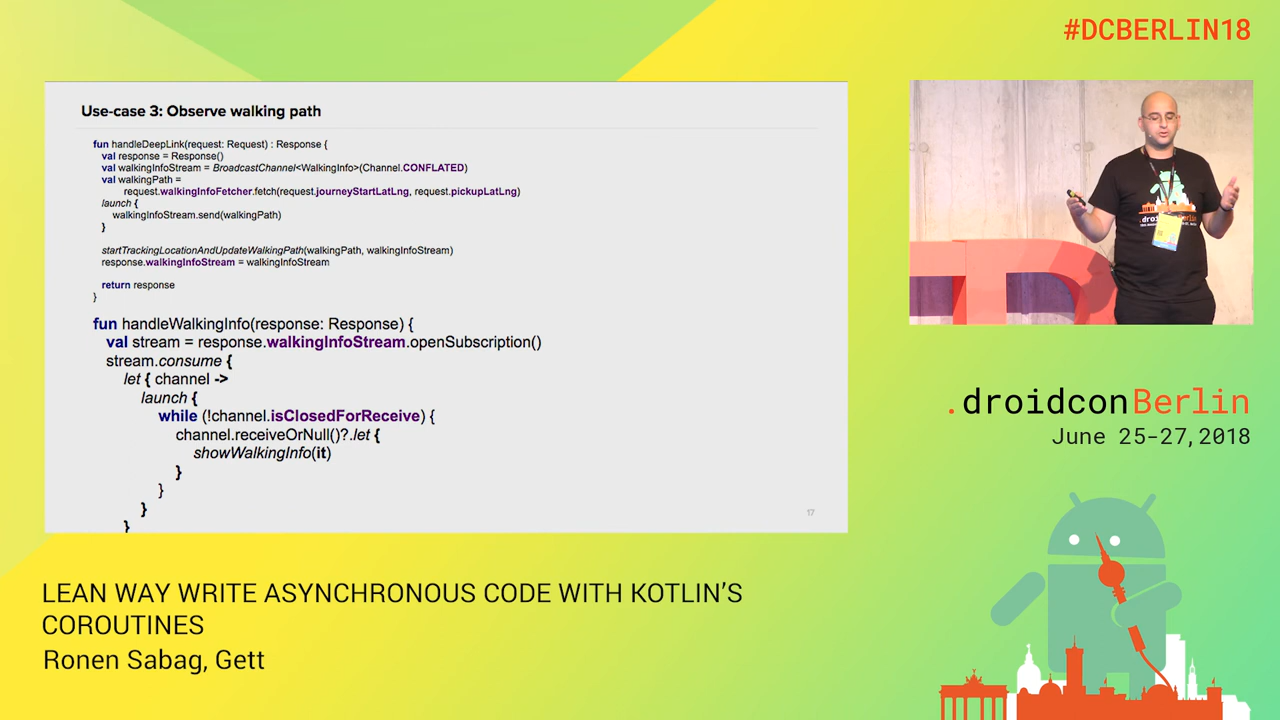 #DCBERLIN18
Use-case 3: Observe walking path
fun handleDeepLink(request: Request) : Response {
val response = Response()
val walkingInfoStream = BroadcastChannel<WalkingInfo>(Channel.CONFLATED)
val walkingPath =
request.walkingInfoFetcher.fetch(request.journeyStartLatLng, request.pickupLatLng)
launch {
walkingInfoStream.send(walkingPath)
}
startTrackingLocationAndUpdateWalkingPath(walkingPath, walkingInfoStream)
response.walkingInfoStream = walkingInfoStream
return response
}
fun handleWalkingInfo(response: Response) {
val stream = response.walkingInfoStream.openSubscription()
stream.consume {
let { channel ->
launch {
while (!channel.isClosedForReceive) {
channel.receiveOrNull()?.let {
showWalkingInfo(it)
}
}
}
}
17
.droidconBerlin
June 25-27, 2018
LEAN WAY WRITE ASYNCHRONOUS CODE WITH KOTLIN'S
COROUTINES
Ronen Sabag, Gett